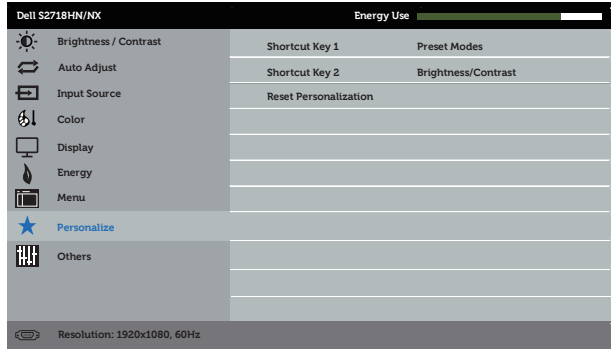 Dell S2718HN/NX Energy Use
Brightness / Contrast
Auto Adjust
Input Source
Color
Display
Energy
Menu
Personalize
Others
Shortcut Key 1 Preset Modes
Shortcut Key 2 Brightness/Contrast
Reset Personalization
Resolution: 1920x1080, 60Hz